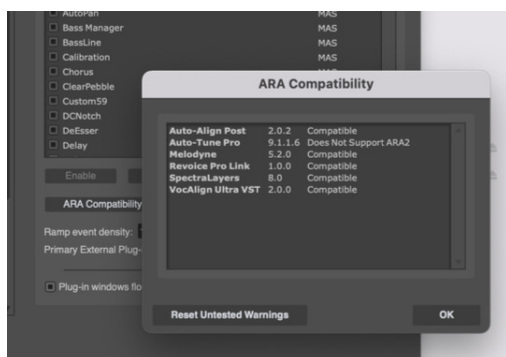 AutoPan MAS
Bass Manager MAS
BassLine MAS
Calibration MAS
Chorus
ClearPebble
Custom59
DCNotch
DeEsser
Delay
Enable
ARA Compatibility
Ramp event density:
Primary External Plug-
Plug-in windows flo
ARA Compatibility
Auto-Align Post 2.0.2 Compatible
Auto-Tune Pro 9.1.1.6 Does Not Support ARA2
Melodyne 5.2.0 Compatible
Revoice Pro Link 1.0.0 Compatible
SpectraLayers 8.0 Compatible
VocAlign Ultra VST 2.0.0 Compatible
Reset Untested Warnings OK